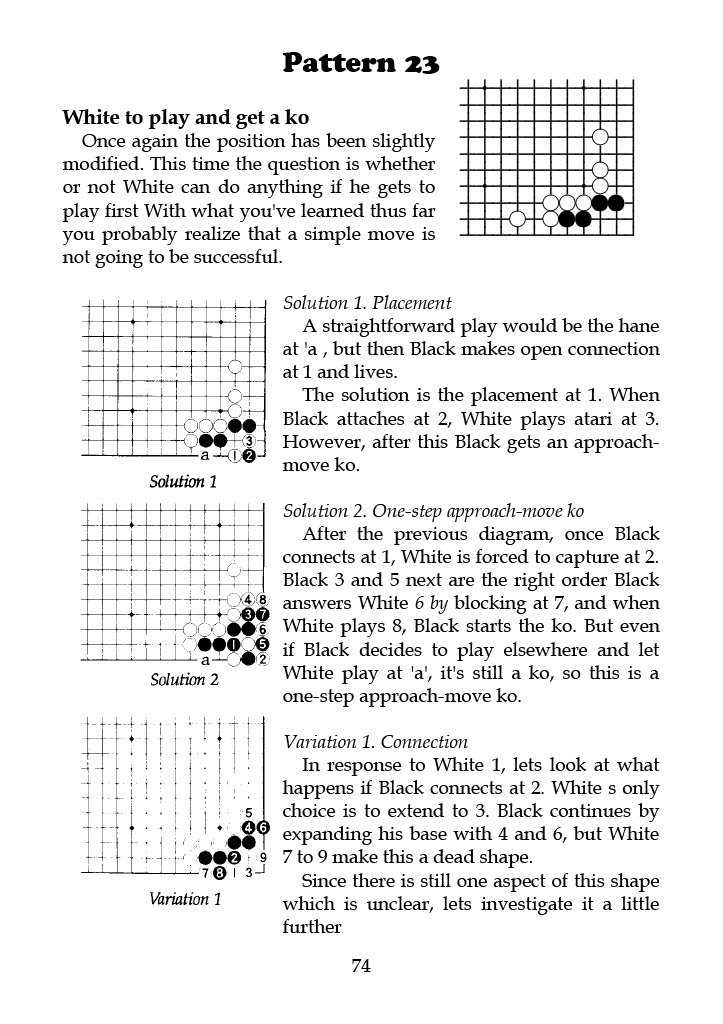 Pattern 23
White to play and get a ko
Once again the position has been slightly
modified. This time the question is whether
or not White can do anything if he gets to
play first With what you've learned thus far
you probably realize that a simple move is
not going to be successful.
Solution 1. Placement
A straightforward play would be the hane
at 'a , but then Black makes open connection
at 1 and lives.
The solution is the placement at 1. When
Black attaches at 2, White plays atari at 3.
However, after this Black gets an approach-
move ko.
3
a
1 2
Solution 1
Solution 2. One-step approach-move ko
After the previous diagram, once Black
connects at 1, White is forced to capture at 2.
Black 3 and 5 next are the right order Black
answers White 6 by blocking at 7, and when
White plays 8, Black starts the ko. But even
if Black decides to play elsewhere and let
White play at 'a', it's still a ko, so this is a
one-step approach-move ko.
4 8
3 7
6
1 5
a 2
Solution 2
Variation 1. Connection
In response to White 1, lets look at what
happens if Black connects at 2. White s only
choice is to extend to 3. Black continues by
expanding his base with 4 and 6, but White
7 to 9 make this a dead shape.
Since there is still one aspect of this shape
which is unclear, lets investigate it a little
further
5
4 6
2 9
7 8 1 3
Variation 1
74